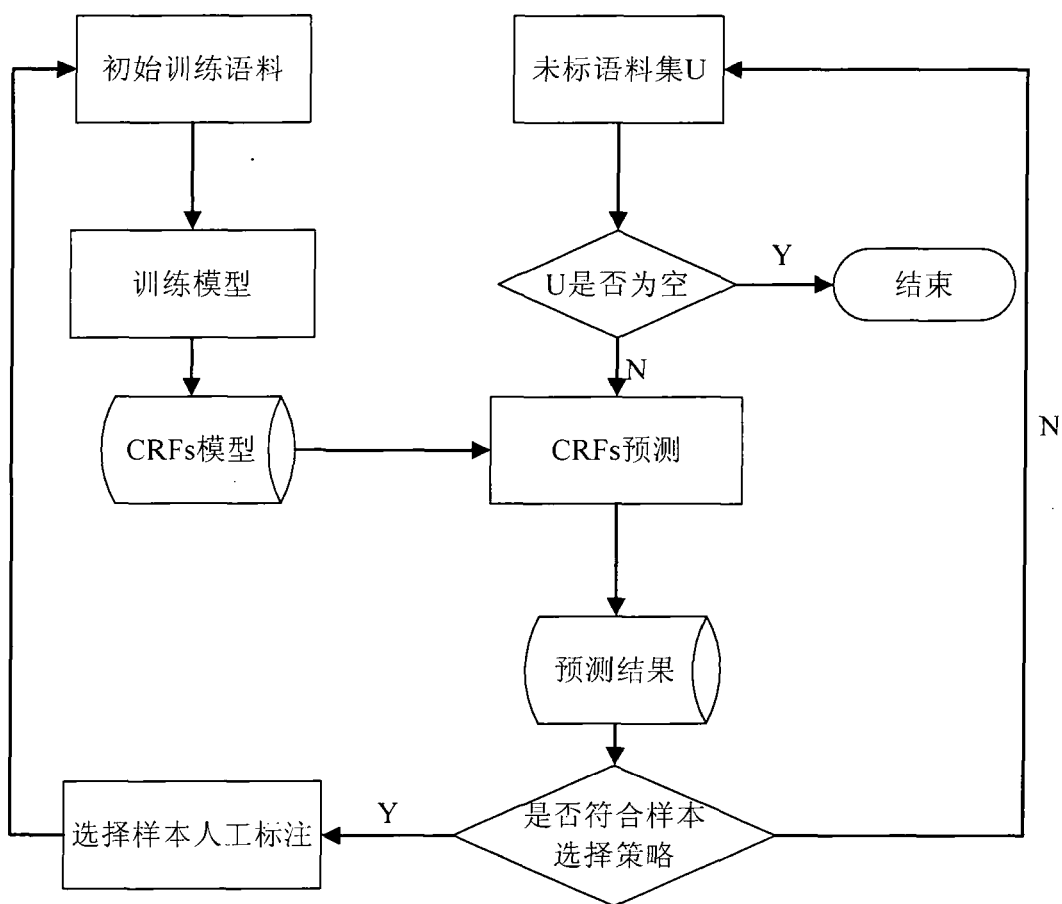 初始训练语料
未标语料集U
训练模型
U是否为空
Y
结束
N
CRFs模型
CRFs预测
N
预测结果
选择样本人工标注
Y
是否符合样本
选择策略